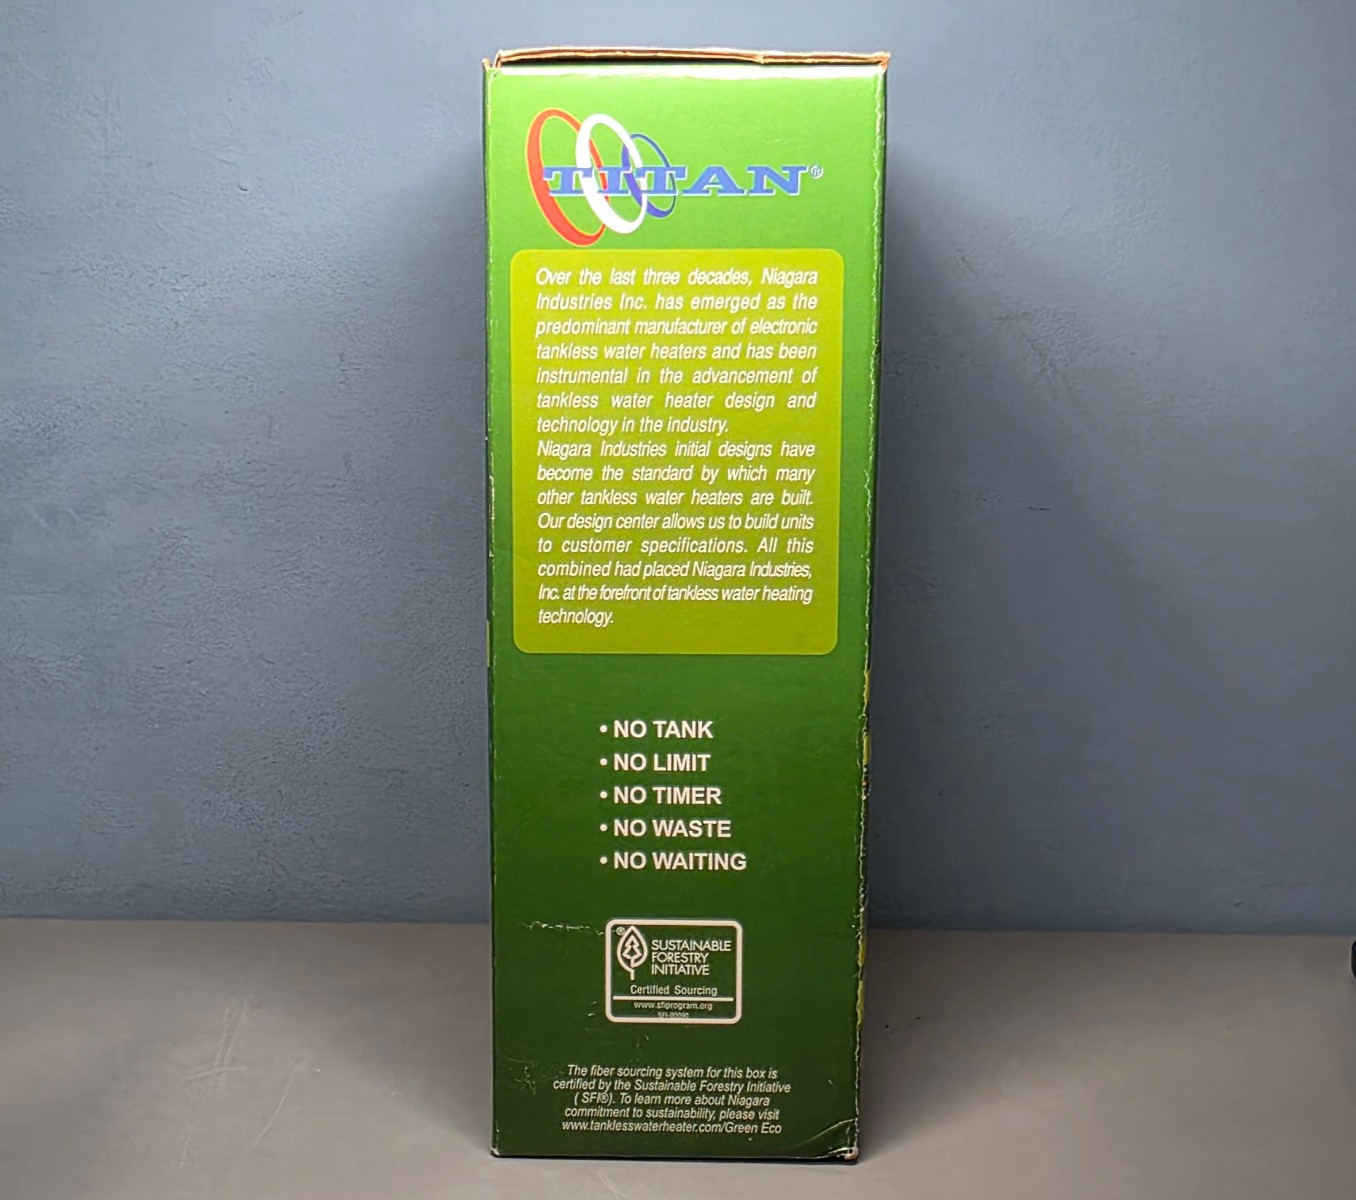 TITAN®
Over the last three decades, Niagara
Industries Inc. has emerged as the
predominant manufacturer of electronic
tankless water heaters and has been
instrumental in the advancement of
tankless water heater design and
technology in the industry.
Niagara Industries initial designs have
become the standard by which many
other tankless water heaters are built.
Our design center allows us to build units
to customer specifications. All this
combined had placed Niagara Industries,
Inc. at the forefront of tankless water heating
technology.
• NO TANK
• NO LIMIT
• NO TIMER
• NO WASTE
• NO WAITING
®
SUSTAINABLE
FORESTRY
INITIATIVE
Certified Sourcing
www.sfiprogram.org
SFI-00090
The fiber sourcing system for this box is
certified by the Sustainable Forestry Initiative
( SFI®). To learn more about Niagara
commitment to sustainability, please visit
www.tanklesswaterheater.com/Green Eco